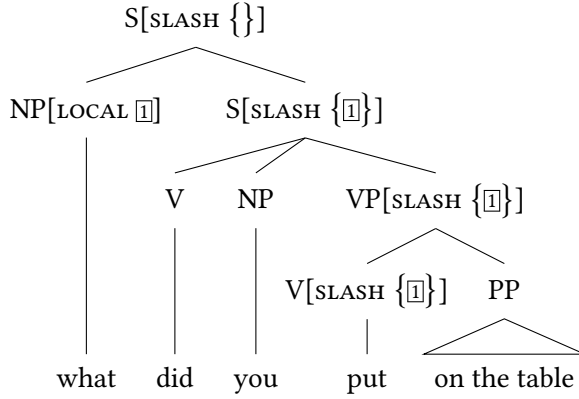 S[SLASH {}]
NP[LOCAL 1] S[SLASH {1}]
V NP VP[SLASH {1}]
V[SLASH {1}] PP
what did you put on the table